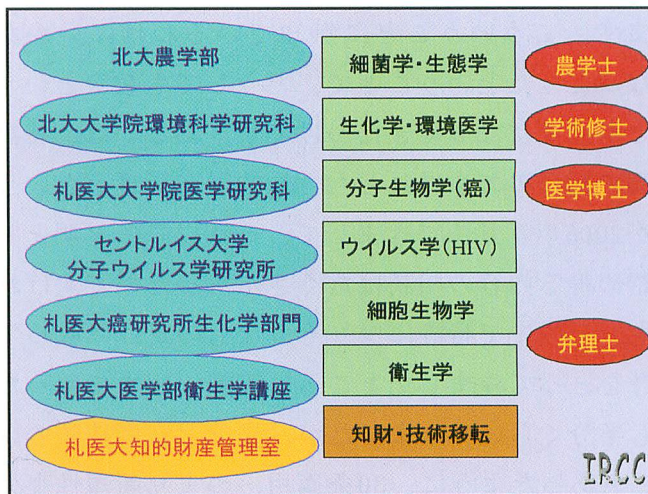 北大農学部
細菌学・生態学
農学士
北大大学院環境科学研究科
生化学・環境医学
学術修士
札医大大学院医学研究科
分子生物学(癌)
医学博士
セントルイス大学
分子ウイルス学研究所
ウイルス学(HIV)
札医大癌研究所生化学部門
細胞生物学
弁理士
札医大医学部衛生学講座
衛生学
札医大知的財産管理室
知財・技術移転
IRCC